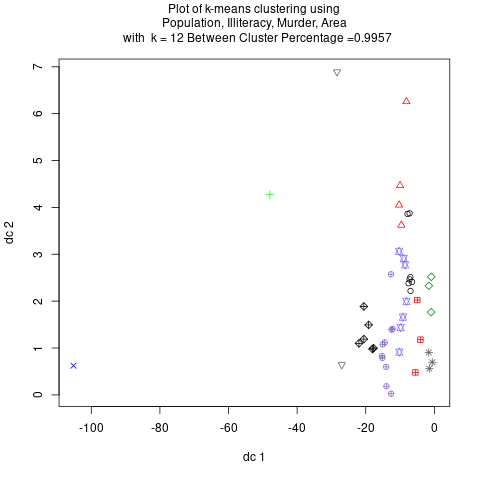 Plot of k-means clustering using
Population, Illiteracy, Murder, Area
with k = 12 Between Cluster Percentage =0.9957
dc 2
7
6
5
4
3
2
1
0
-100
-80
-60
-40
-20
0
dc 1